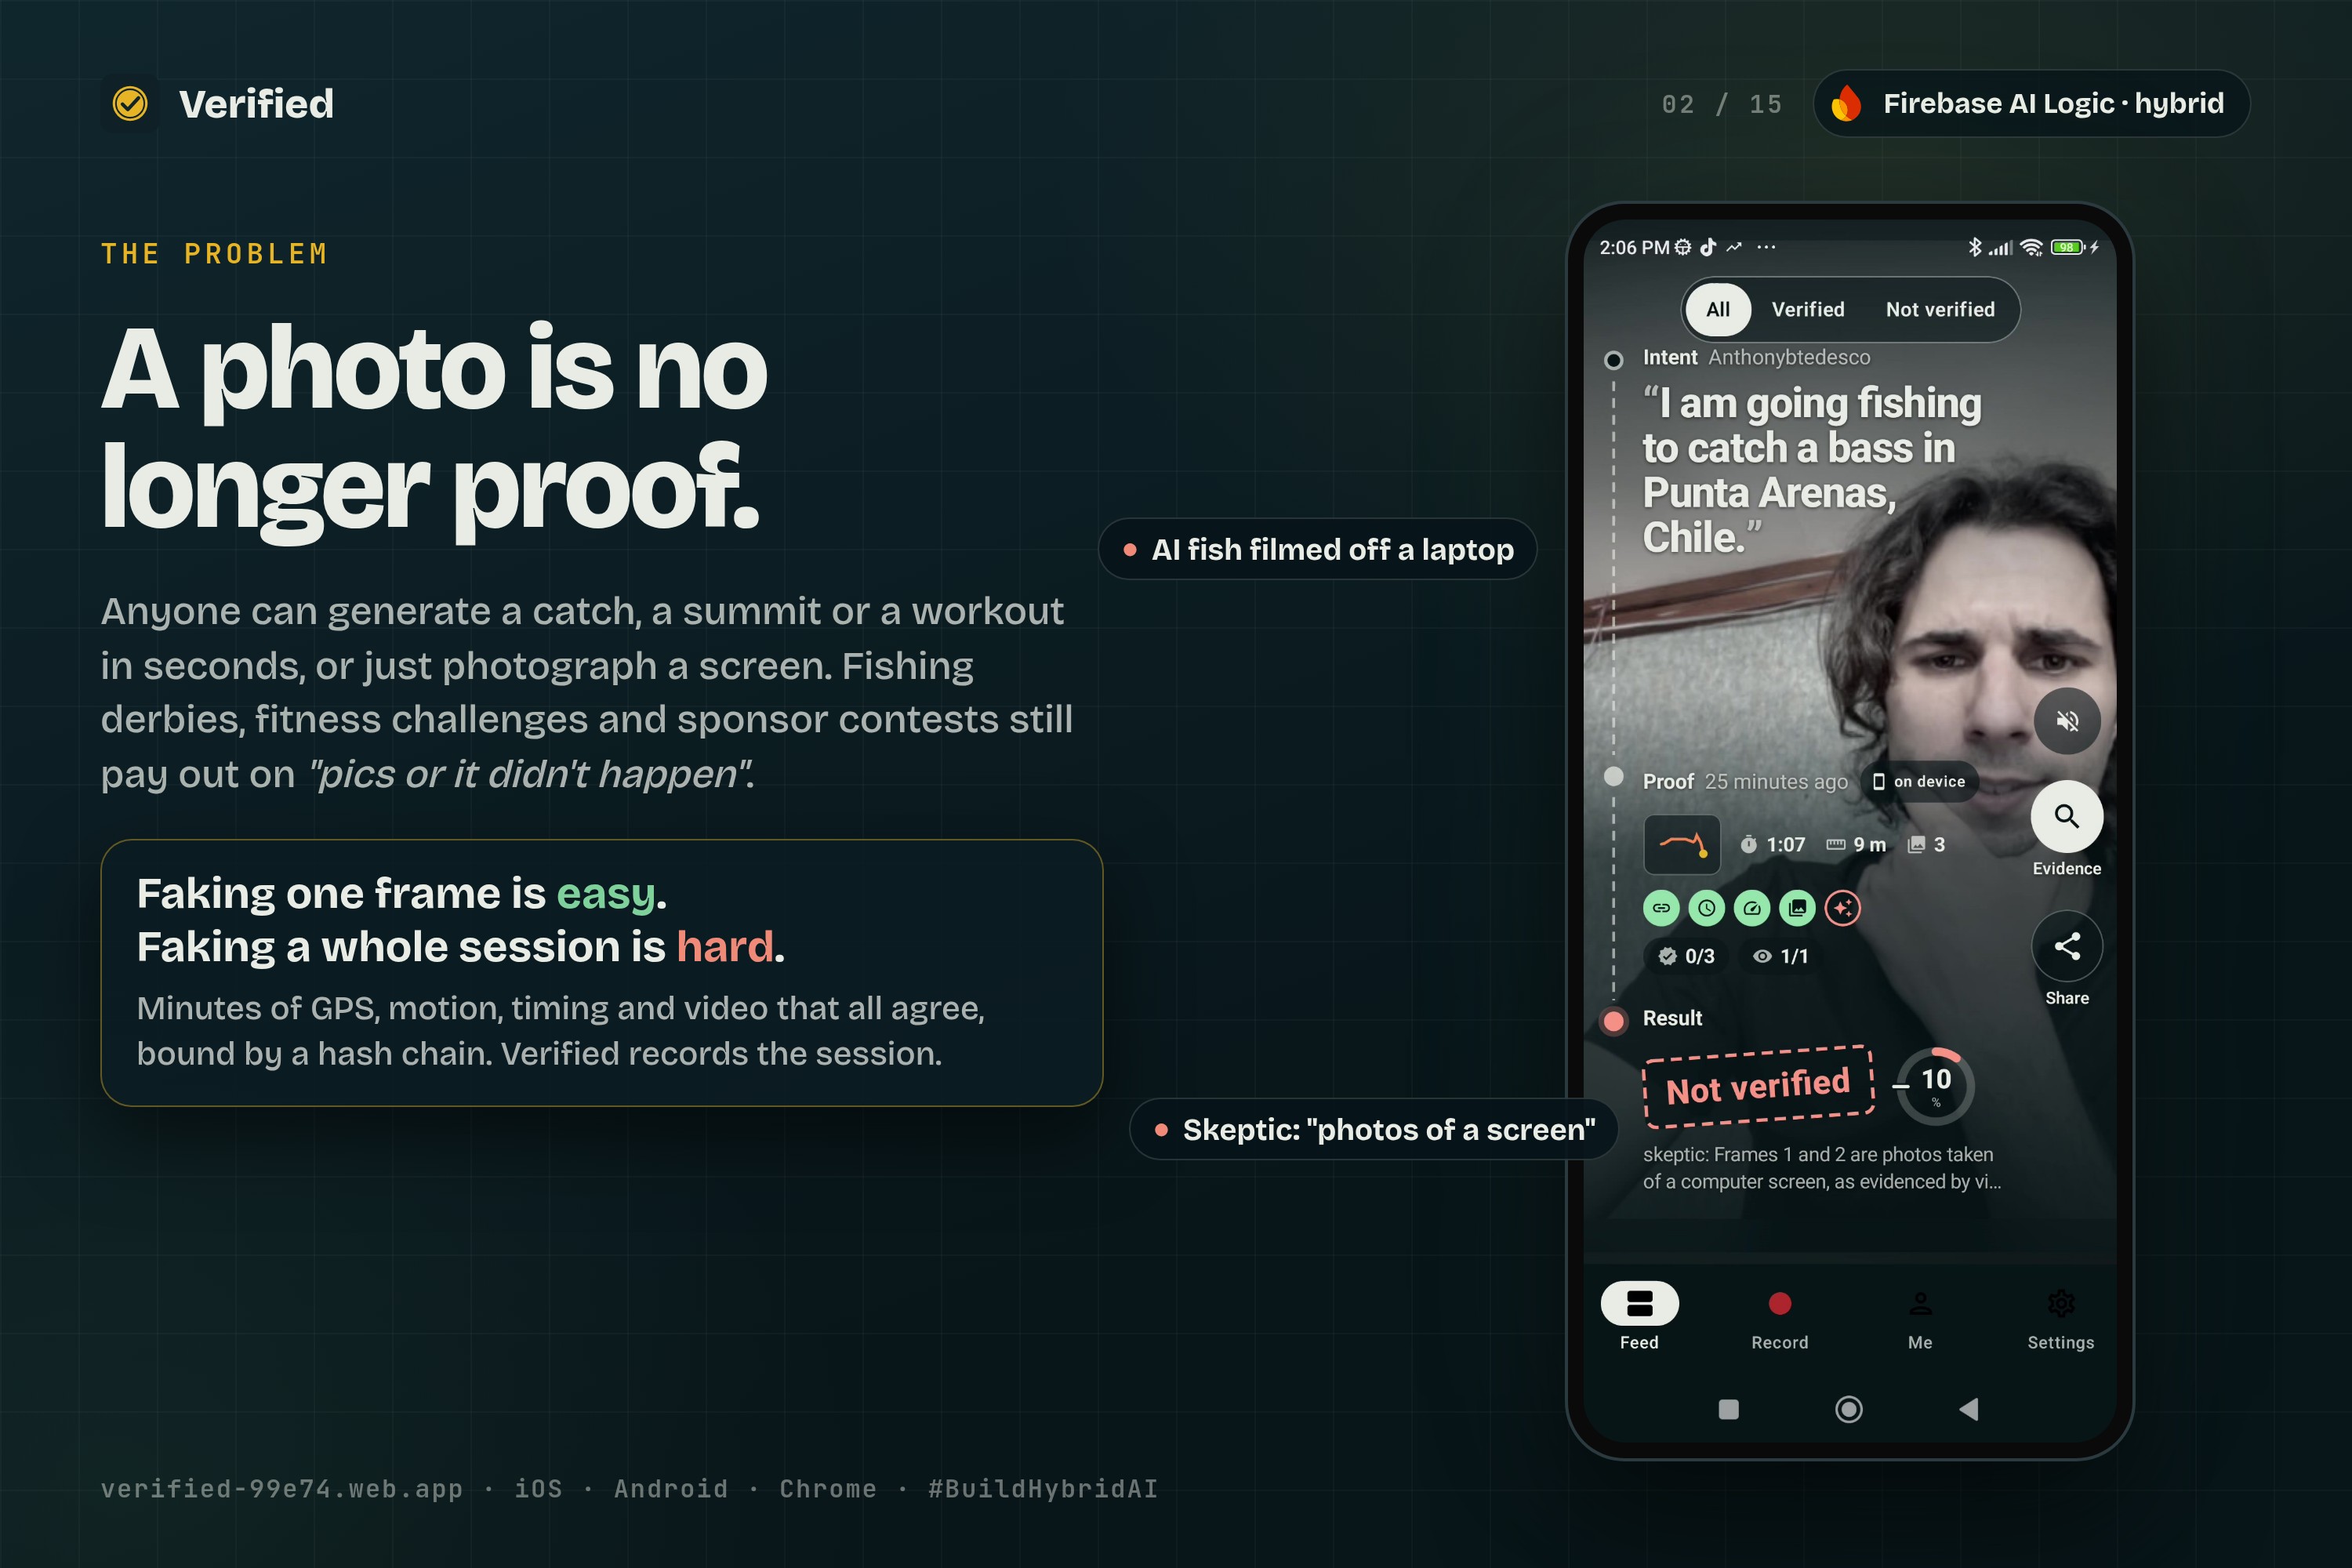 Verified
02 / 15
Firebase AI Logic · hybrid
THE PROBLEM
A photo is no
longer proof.
Anyone can generate a catch, a summit or a workout
in seconds, or just photograph a screen. Fishing
derbies, fitness challenges and sponsor contests still
pay out on "pics or it didn't happen".
Faking one frame is easy.
Faking a whole session is hard.
Minutes of GPS, motion, timing and video that all agree,
bound by a hash chain. Verified records the session.
AI fish filmed off a laptop
Skeptic: "photos of a screen"
2:06 PM
98
All Verified Not verified
Intent Anthonybtedesco
“I am going fishing
to catch a bass in
Punta Arenas,
Chile.”
Proof 25 minutes ago on device
1:07 9 m 3
Evidence
0/3 1/1
Share
Result
Not verified
10
%
skeptic: Frames 1 and 2 are photos taken
of a computer screen, as evidenced by vi...
Feed Record Me Settings
verified-99e74.web.app · iOS · Android · Chrome · #BuildHybridAI